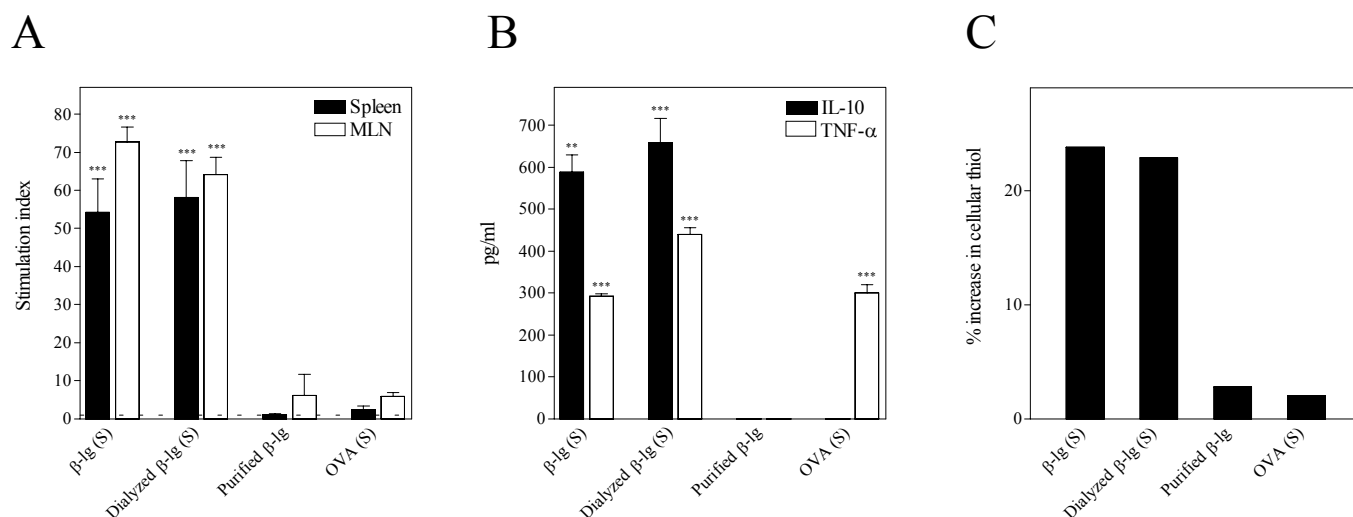 A
B
C
Stimulation index
80
70
60
50
40
30
20
10
0
Spleen
MLN
***
***
***
***
β-lg (S)
Dialyzed β-lg (S)
Purified β-lg
OVA (S)
pg/ml
700
600
500
400
300
200
100
0
IL-10
TNF-α
**
***
***
***
***
β-lg (S)
Dialyzed β-lg (S)
Purified β-lg
OVA (S)
% increase in cellular thiol
20
10
0
β-lg (S)
Dialyzed β-lg (S)
Purified β-lg
OVA (S)